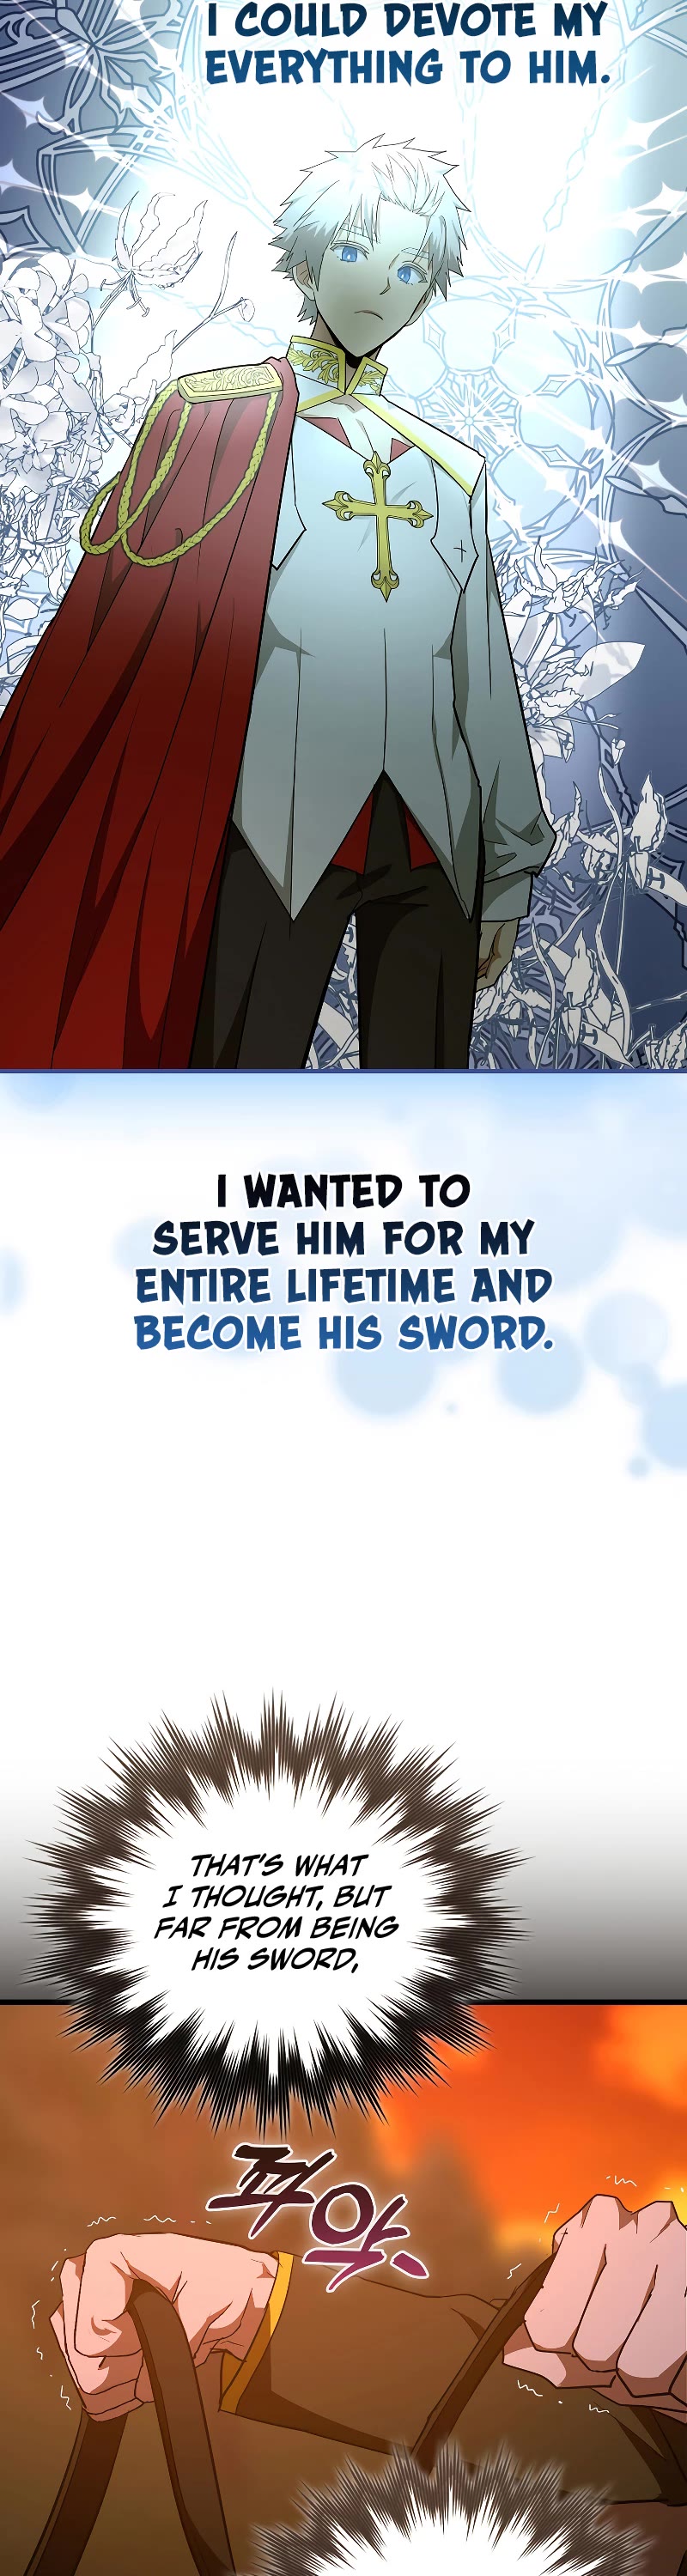 I COULD DEVOTE MY
EVERYTHING TO HIM.
I WANTED TO
SERVE HIM FOR MY
ENTIRE LIFETIME AND
BECOME HIS SWORD.
THAT'S WHAT
I THOUGHT, BUT
FAR FROM BEING
HIS SWORD,
콰악